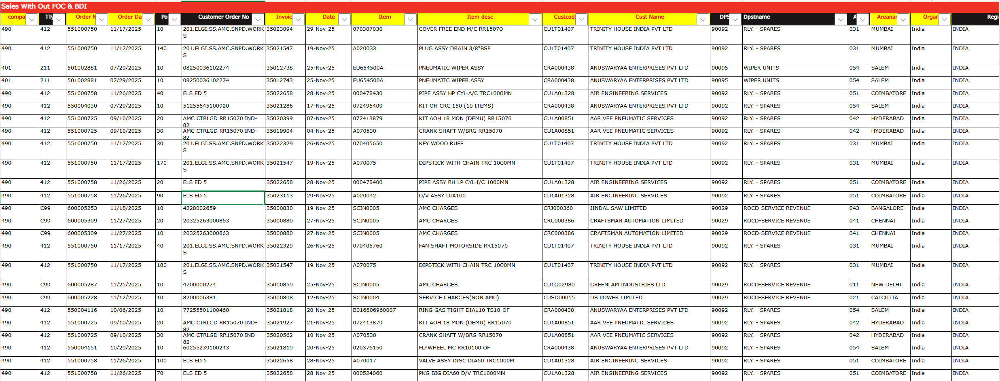 Sales With Out FOC & BDI
compa TTy Order N Order Da Po Customer Order No Invoic Date Item Item desc Custcod Cust Name DPS Dpstname A Areanar Organ Regi
490 412 551000750 11/17/2025 10 201.ELGI.SS.AMC.SNPD.WORK 35023094 29-Nov-25 070307030 COVER FREE END M/C RR15070 CU1T01407 TRINITY HOUSE INDIA PVT LTD 90092 RLY. - SPARES 031 MUMBAI India INDIA
S
490 412 551000750 11/17/2025 140 201.ELGI.SS.AMC.SNPD.WORK 35021547 19-Nov-25 A020033 PLUG ASSY DRAIN 3/8"BSP CU1T01407 TRINITY HOUSE INDIA PVT LTD 90092 RLY. - SPARES 031 MUMBAI India INDIA
S
401 211 501002881 07/29/2025 10 08250036102274 35012738 25-Nov-25 EU654500A PNEUMATIC WIPER ASSY CRA000438 ANUSWARYAA ENTERPRISES PVT LTD 90095 WIPER UNITS 054 SALEM India INDIA
401 211 501002881 07/29/2025 10 08250036102274 35012743 25-Nov-25 EU654500A PNEUMATIC WIPER ASSY CRA000438 ANUSWARYAA ENTERPRISES PVT LTD 90095 WIPER UNITS 054 SALEM India INDIA
490 412 551000758 11/26/2025 40 ELS ED 5 35022658 28-Nov-25 000478430 PIPE ASSY HP CYL-A/C TRC1000MN CU1A01328 AIR ENGINEERING SERVICES 90092 RLY. - SPARES 051 COIMBATORE India INDIA
490 412 550004030 07/29/2025 10 51255645100920 35021286 17-Nov-25 072495409 KIT OH CRC 150 (10 ITEMS) CRA000438 ANUSWARYAA ENTERPRISES PVT LTD 90092 RLY. - SPARES 054 SALEM India INDIA
490 412 551000725 09/10/2025 20 AMC CTRLGD RR15070 IND- 35020399 07-Nov-25 072413879 KIT AOH 18 MON (DEMU) RR15070 CU1A00851 AAR VEE PNEUMATIC SERVICES 90092 RLY. - SPARES 042 HYDERABAD India INDIA
82
490 412 551000725 09/10/2025 30 AMC CTRLGD RR15070 IND- 35019904 04-Nov-25 A070530 CRANK SHAFT W/BRG RR15070 CU1A00851 AAR VEE PNEUMATIC SERVICES 90092 RLY. - SPARES 042 HYDERABAD India INDIA
82
490 412 551000750 11/17/2025 30 201.ELGI.SS.AMC.SNPD.WORK 35022329 26-Nov-25 070405650 KEY WOOD RUFF CU1T01407 TRINITY HOUSE INDIA PVT LTD 90092 RLY. - SPARES 031 MUMBAI India INDIA
S
490 412 551000750 11/17/2025 170 201.ELGI.SS.AMC.SNPD.WORK 35021547 19-Nov-25 A070075 DIPSTICK WITH CHAIN TRC 1000MN CU1T01407 TRINITY HOUSE INDIA PVT LTD 90092 RLY. - SPARES 031 MUMBAI India INDIA
S
490 412 551000758 11/26/2025 20 ELS ED 5 35022658 28-Nov-25 000478400 PIPE ASSY RH LP CYL-I/C 1000MN CU1A01328 AIR ENGINEERING SERVICES 90092 RLY. - SPARES 051 COIMBATORE India INDIA
490 412 551000758 11/26/2025 90 ELS ED 5 35023113 29-Nov-25 A020042 D/V ASSY DIA100 CU1A01328 AIR ENGINEERING SERVICES 90092 RLY. - SPARES 051 COIMBATORE India INDIA
490 C99 600005253 11/18/2025 10 4228002659 35000830 19-Nov-25 SCIN0005 AMC CHARGES CRJ000360 JINDAL SAW LIMITED 90029 ROCD-SERVICE REVENUE 043 BANGALORE India INDIA
490 C99 600005309 11/27/2025 20 20325263000863 35000880 27-Nov-25 SCIN0005 AMC CHARGES CRC000386 CRAFTSMAN AUTOMATION LIMITED 90029 ROCD-SERVICE REVENUE 041 CHENNAI India INDIA
490 C99 600005309 11/27/2025 10 20325263000863 35000880 27-Nov-25 SCIN0005 AMC CHARGES CRC000386 CRAFTSMAN AUTOMATION LIMITED 90029 ROCD-SERVICE REVENUE 041 CHENNAI India INDIA
490 412 551000750 11/17/2025 40 201.ELGI.SS.AMC.SNPD.WORK 35022329 26-Nov-25 070405760 FAN SHAFT MOTORSIDE RR15070 CU1T01407 TRINITY HOUSE INDIA PVT LTD 90092 RLY. - SPARES 031 MUMBAI India INDIA
S
490 412 551000750 11/17/2025 180 201.ELGI.SS.AMC.SNPD.WORK 35021547 19-Nov-25 A070075 DIPSTICK WITH CHAIN TRC 1000MN CU1T01407 TRINITY HOUSE INDIA PVT LTD 90092 RLY. - SPARES 031 MUMBAI India INDIA
S
490 C99 600005287 11/25/2025 10 4700000274 35000859 25-Nov-25 SCIN0005 AMC CHARGES CU1G02980 GREENLAM INDUSTRIES LTD 90029 ROCD-SERVICE REVENUE 011 NEW DELHI India INDIA
490 C99 600005228 11/12/2025 10 8200006381 35000808 12-Nov-25 SCIN0004 SERVICE CHARGES(NON AMC) CUSD00055 DB POWER LIMITED 90029 ROCD-SERVICE REVENUE 021 CALCUTTA India INDIA
490 412 550004116 10/06/2025 10 77255501100460 35021818 20-Nov-25 B016806960007 RING GAS TIGHT DIA110 TS10 OF CRA000438 ANUSWARYAA ENTERPRISES PVT LTD 90092 RLY. - SPARES 054 SALEM India INDIA
490 412 551000725 09/10/2025 20 AMC CTRLGD RR15070 IND- 35021927 21-Nov-25 072413879 KIT AOH 18 MON (DEMU) RR15070 CU1A00851 AAR VEE PNEUMATIC SERVICES 90092 RLY. - SPARES 042 HYDERABAD India INDIA
82
490 412 551000725 09/10/2025 30 AMC CTRLGD RR15070 IND- 35020562 10-Nov-25 A070530 CRANK SHAFT W/BRG RR15070 CU1A00851 AAR VEE PNEUMATIC SERVICES 90092 RLY. - SPARES 042 HYDERABAD India INDIA
82
490 412 550004151 10/29/2025 10 60255239100243 35021819 20-Nov-25 020376150 FLYWHEEL MC RR10100 OF CRA000438 ANUSWARYAA ENTERPRISES PVT LTD 90092 RLY. - SPARES 054 SALEM India INDIA
490 412 551000758 11/26/2025 100 ELS ED 5 35022658 28-Nov-25 A070017 VALVE ASSY DISC DIA60 TRC1000M CU1A01328 AIR ENGINEERING SERVICES 90092 RLY. - SPARES 051 COIMBATORE India INDIA
490 412 551000758 11/26/2025 70 ELS ED 5 35022658 28-Nov-25 000524060 PKG BIG DIA60 D/V TRC1000MN CU1A01328 AIR ENGINEERING SERVICES 90092 RLY. - SPARES 051 COIMBATORE India INDIA